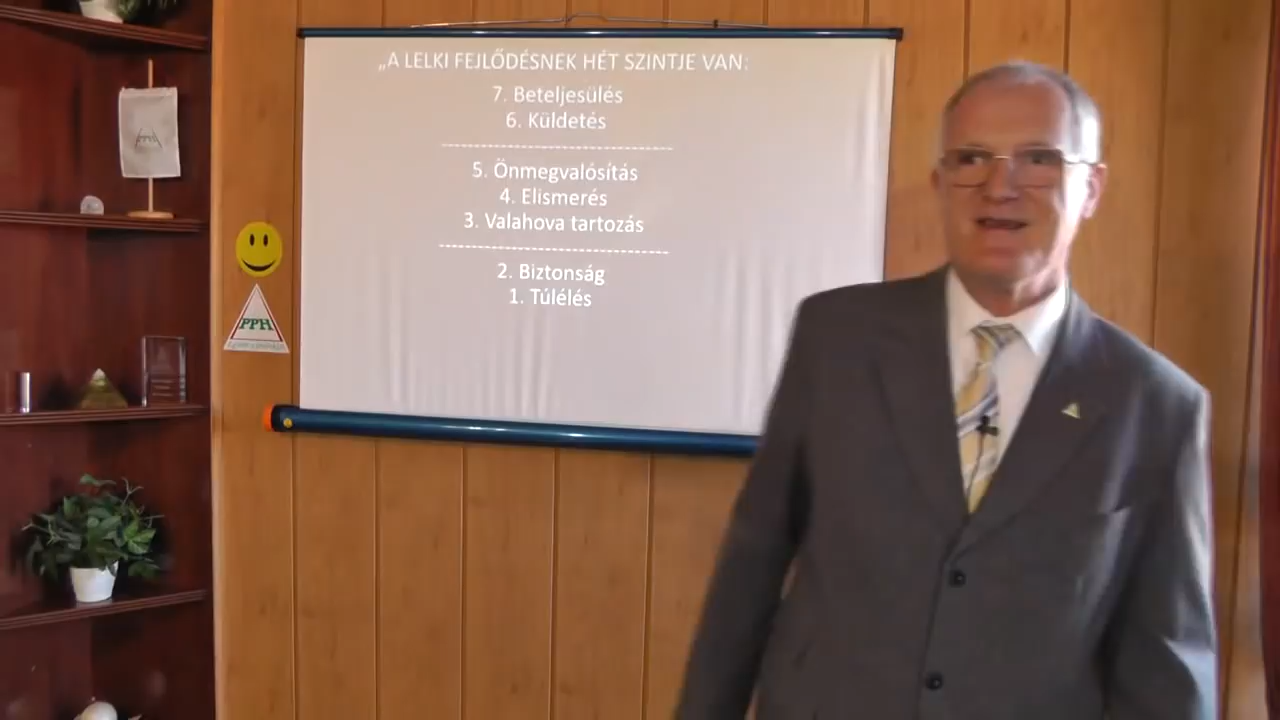 „A LELKI FEJLŐDÉSNEK HÉT SZINTJE VAN:
7. Beteljesülés
6. Küldetés
--------------------------------
5. Önmegvalósítás
4. Elismerés
3. Valahova tartozás
--------------------------------
2. Biztonság
1. Túlélés
PPH